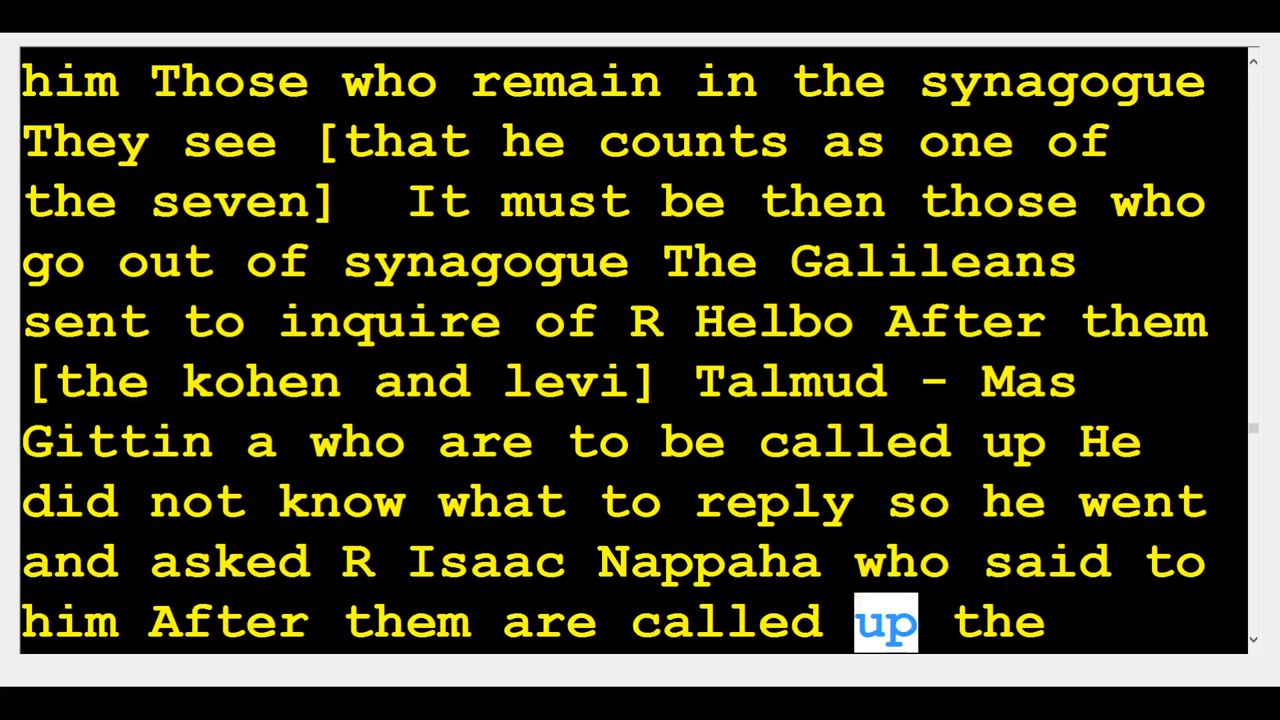 him Those who remain in the synagogue
They see [that he counts as one of
the seven]  It must be then those who
go out of synagogue The Galileans
sent to inquire of R Helbo After them
[the kohen and levi] Talmud - Mas
Gittin a who are to be called up He
did not know what to reply so he went
and asked R Isaac Nappaha who said to
him After them are called up the